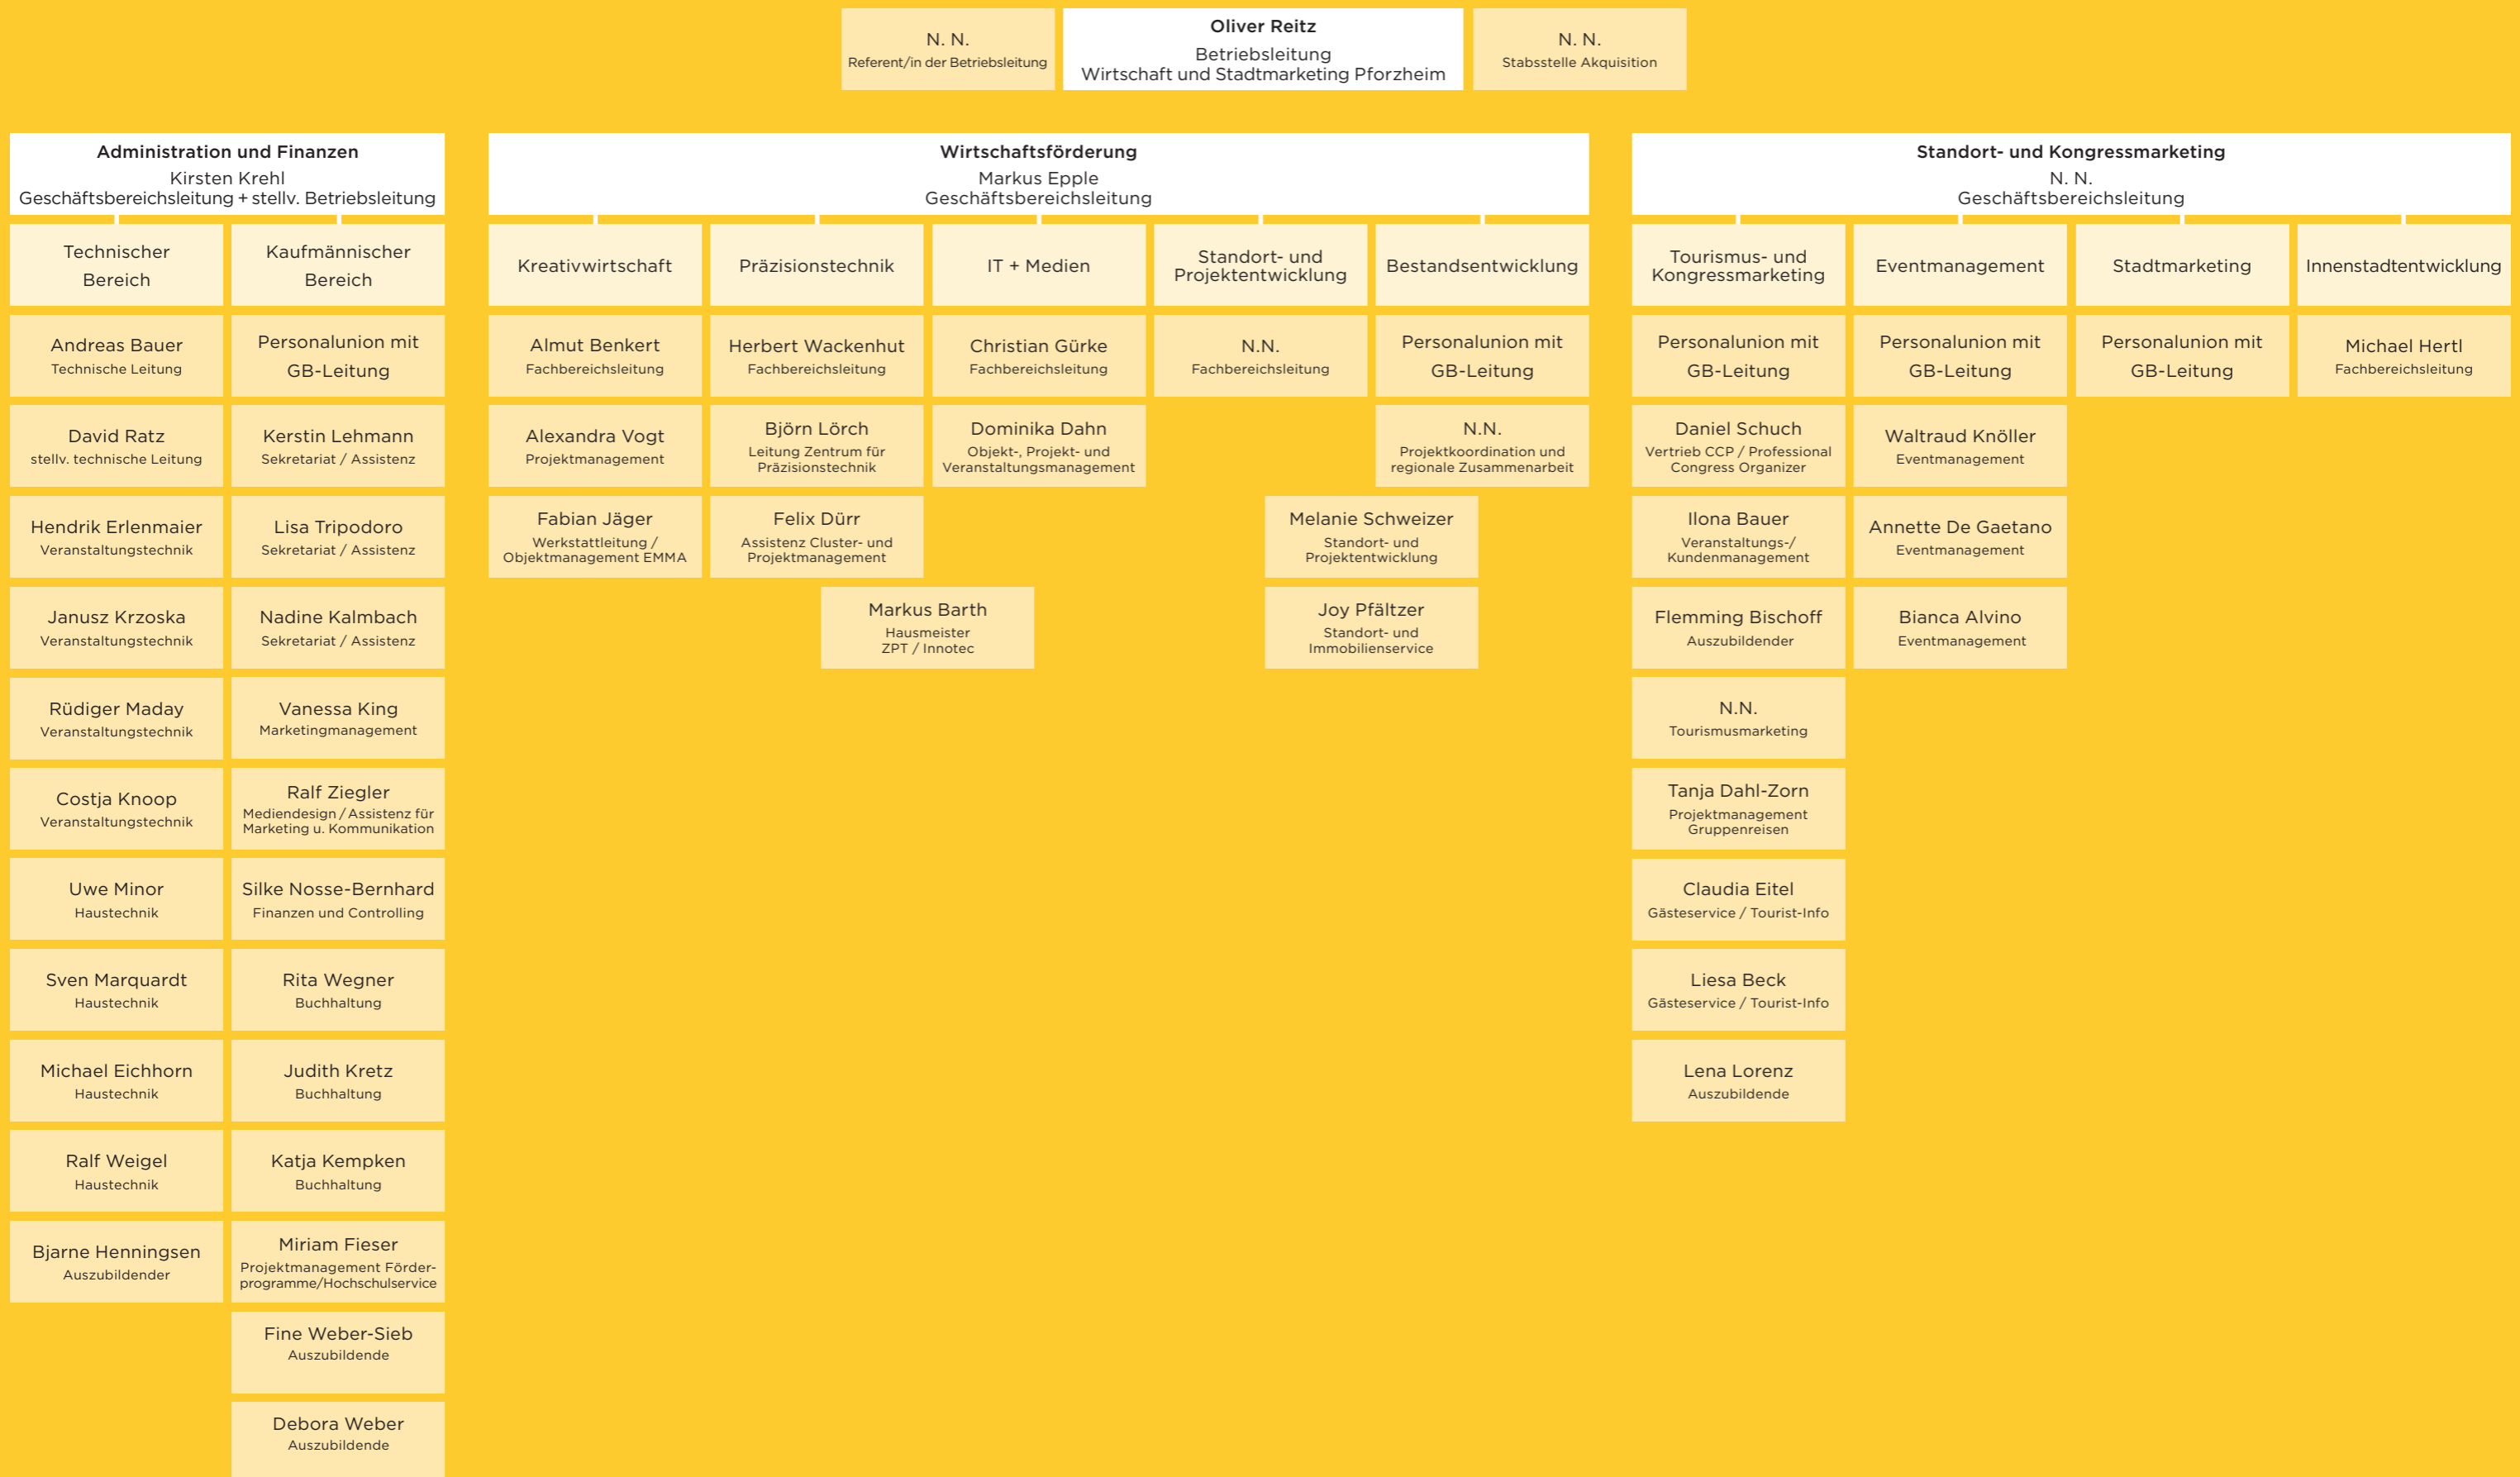 N. N.
Referent/in der Betriebsleitung
Oliver Reitz
Betriebsleitung
Wirtschaft und Stadtmarketing Pforzheim
N. N.
Stabsstelle Akquisition
Administration und Finanzen
Kirsten Krehl
Geschäftsbereichsleitung + stellv. Betriebsleitung
Technischer
Bereich
Andreas Bauer
Technische Leitung
David Ratz
stellv. technische Leitung
Hendrik Erlenmaier
Veranstaltungstechnik
Janusz Krzoska
Veranstaltungstechnik
Rüdiger Maday
Veranstaltungstechnik
Costja Knoop
Veranstaltungstechnik
Uwe Minor
Haustechnik
Sven Marquardt
Haustechnik
Michael Eichhorn
Haustechnik
Ralf Weigel
Haustechnik
Bjarne Henningsen
Auszubildender
Kaufmännischer
Bereich
Personalunion mit
GB-Leitung
Kerstin Lehmann
Sekretariat / Assistenz
Lisa Tripodoro
Sekretariat / Assistenz
Nadine Kalmbach
Sekretariat / Assistenz
Vanessa King
Marketingmanagement
Ralf Ziegler
Mediendesign / Assistenz für
Marketing u. Kommunikation
Silke Nosse-Bernhard
Finanzen und Controlling
Rita Wegner
Buchhaltung
Judith Kretz
Buchhaltung
Katja Kempken
Buchhaltung
Miriam Fieser
Projektmanagement Förder-
programme/Hochschulservice
Fine Weber-Sieb
Auszubildende
Debora Weber
Auszubildende
Wirtschaftsförderung
Markus Epple
Geschäftsbereichsleitung
Kreativwirtschaft
Almut Benkert
Fachbereichsleitung
Alexandra Vogt
Projektmanagement
Fabian Jäger
Werkstattleitung /
Objektmanagement EMMA
Präzisionstechnik
Herbert Wackenhut
Fachbereichsleitung
Björn Lörch
Leitung Zentrum für
Präzisionstechnik
Felix Dürr
Assistenz Cluster- und
Projektmanagement
IT + Medien
Christian Gürke
Fachbereichsleitung
Dominika Dahn
Objekt-, Projekt- und
Veranstaltungsmanagement
Markus Barth
Hausmeister
ZPT / Innotec
Standort- und
Projektentwicklung
N.N.
Fachbereichsleitung
Bestandsentwicklung
Personalunion mit
GB-Leitung
N.N.
Projektkoordination und
regionale Zusammenarbeit
Melanie Schweizer
Standort- und
Projektentwicklung
Joy Pfältzer
Standort- und
Immobilienservice
Standort- und Kongressmarketing
N. N.
Geschäftsbereichsleitung
Tourismus- und
Kongressmarketing
Personalunion mit
GB-Leitung
Daniel Schuch
Vertrieb CCP / Professional
Congress Organizer
Ilona Bauer
Veranstaltungs-/
Kundenmanagement
Flemming Bischoff
Auszubildender
N.N.
Tourismusmarketing
Tanja Dahl-Zorn
Projektmanagement
Gruppenreisen
Claudia Eitel
Gästeservice / Tourist-Info
Liesa Beck
Gästeservice / Tourist-Info
Lena Lorenz
Auszubildende
Eventmanagement
Personalunion mit
GB-Leitung
Waltraud Knöller
Eventmanagement
Annette De Gaetano
Eventmanagement
Bianca Alvino
Eventmanagement
Stadtmarketing
Personalunion mit
GB-Leitung
Innenstadtentwicklung
Michael Hertl
Fachbereichsleitung